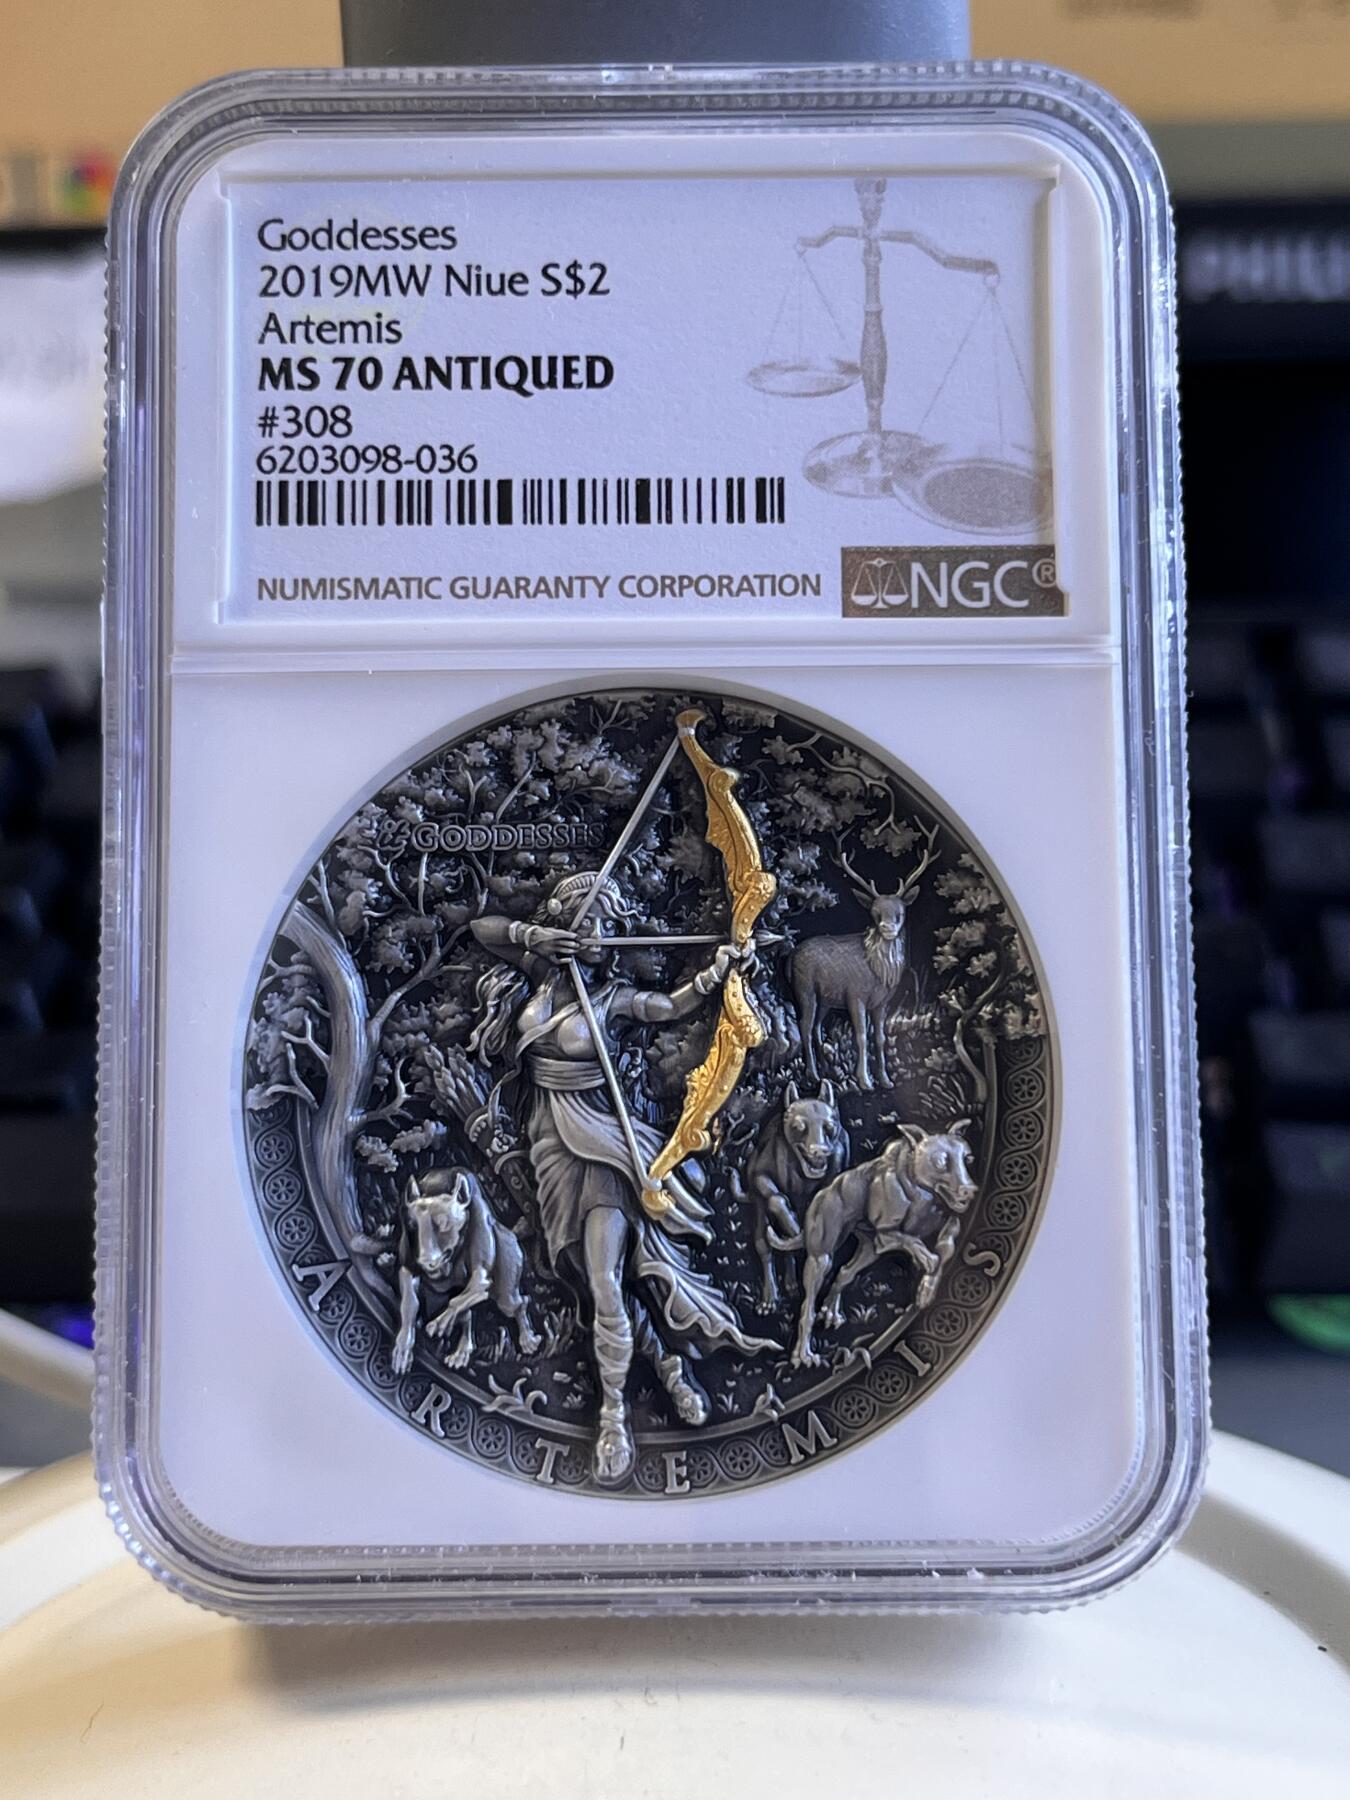 Goddesses
2019MW Niue S$2
Artemis
MS 70 ANTIQUED
#308
6203098-036
NUMISMATIC GUARANTY CORPORATION
NGC®
GODDESSES
ARTEMIS